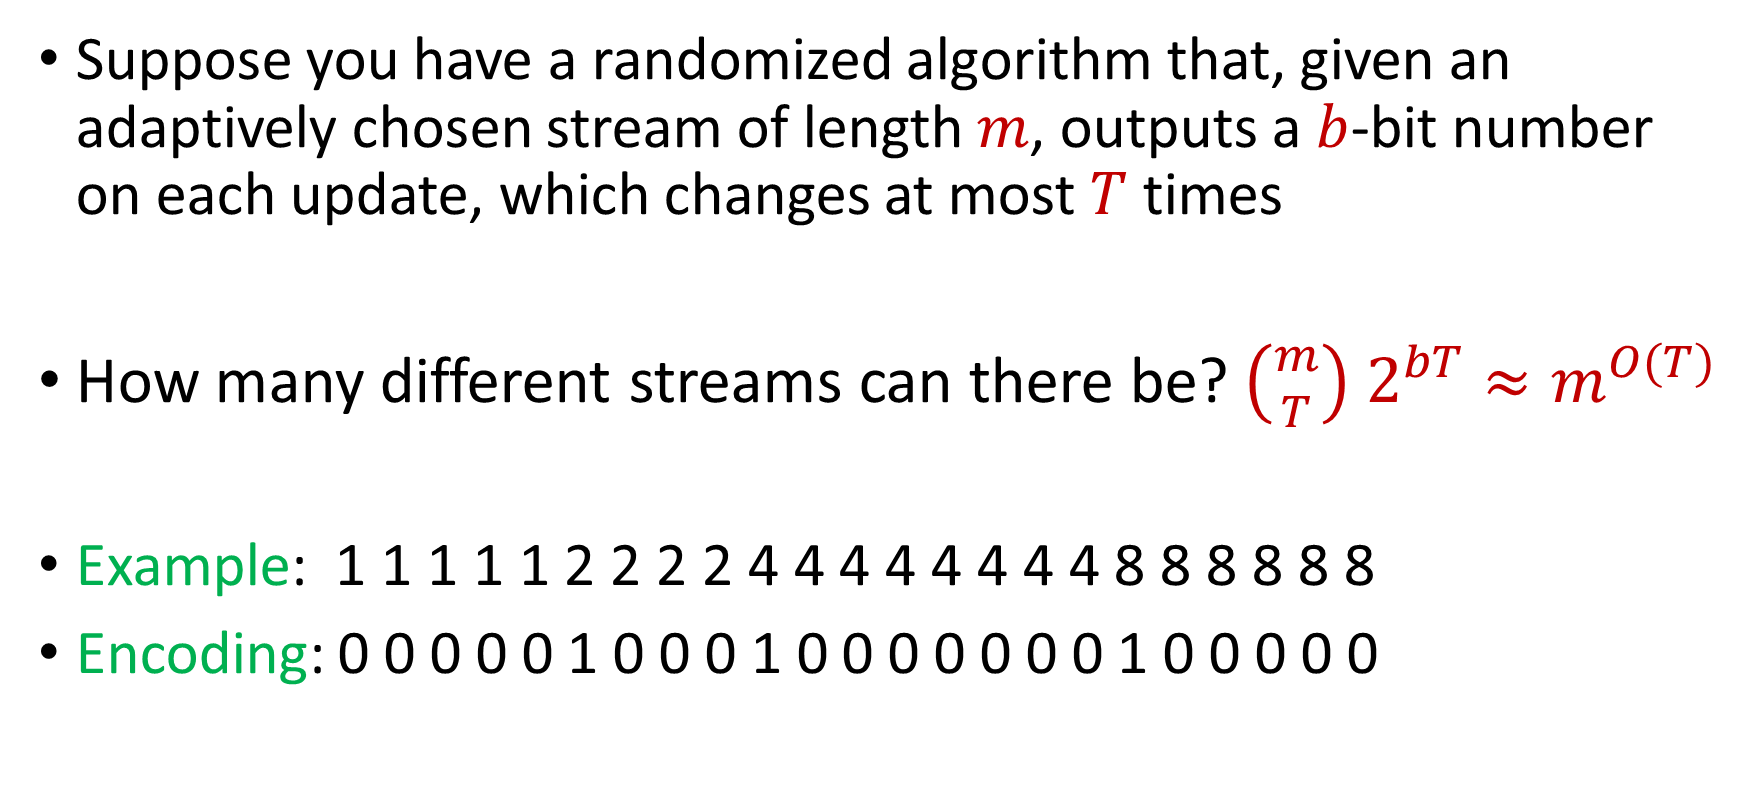 • Suppose you have a randomized algorithm that, given an
adaptively chosen stream of length m, outputs a b-bit number
on each update, which changes at most T times
• How many different streams can there be? (m T) 2^{bT} ≈ m^{O(T)}
• Example: 1 1 1 1 1 2 2 2 2 4 4 4 4 4 4 4 4 8 8 8 8 8 8
• Encoding: 0 0 0 0 0 1 0 0 0 1 0 0 0 0 0 0 0 1 0 0 0 0 0